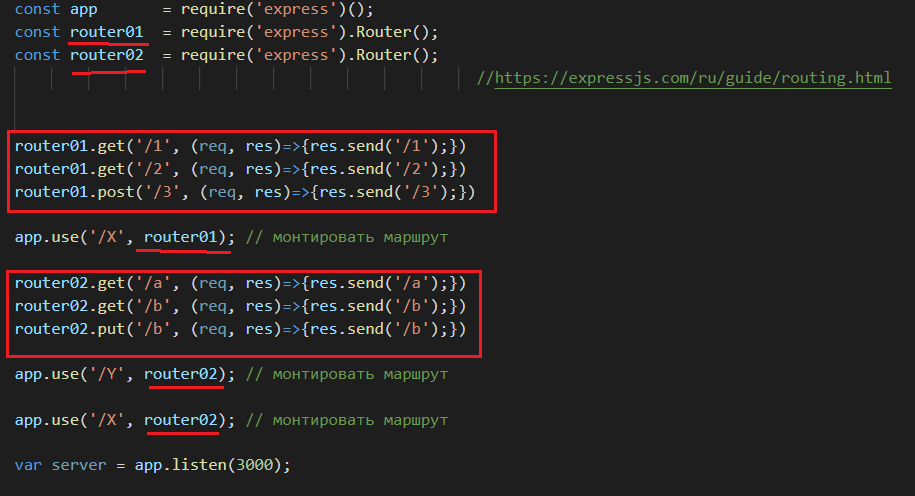 const app       = require('express')();
const router01  = require('express').Router();
const router02  = require('express').Router();
//https://expressjs.com/ru/guide/routing.html
router01.get('/1', (req, res)=>{res.send('/1');})
router01.get('/2', (req, res)=>{res.send('/2');})
router01.post('/3', (req, res)=>{res.send('/3');})
app.use('/X', router01); // монтировать маршрут
router02.get('/a', (req, res)=>{res.send('/a');})
router02.get('/b', (req, res)=>{res.send('/b');})
router02.put('/b', (req, res)=>{res.send('/b');})
app.use('/Y', router02); // монтировать маршрут
app.use('/X', router02); // монтировать маршрут
var server = app.listen(3000);